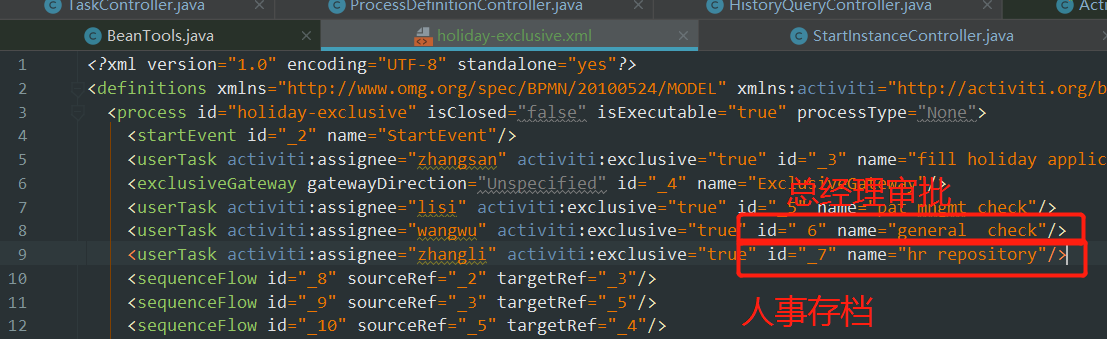 TaskController.java
ProcessDefinitionController.java
HistoryQueryController.java
Acti
BeanTools.java
holiday-exclusive.xml
StartInstanceController.java
1 <?xml version="1.0" encoding="UTF-8" standalone="yes"?>
2 <definitions xmlns="http://www.omg.org/spec/BPMN/20100524/MODEL" xmlns:activiti="http://activiti.org/b
3 <process id="holiday-exclusive" isClosed="false" isExecutable="true" processType="None">
4 <startEvent id="_2" name="StartEvent"/>
5 <userTask activiti:assignee="zhangsan" activiti:exclusive="true" id="_3" name="fill holiday applic
6 <exclusiveGateway gatewayDirection="Unspecified" id="_4" name="ExclusiveGateway"/>
总经理审批
7 <userTask activiti:assignee="lisi" activiti:exclusive="true" id="_5" name="pat mngmt check"/>
8 <userTask activiti:assignee="wangwu" activiti:exclusive="true" id="_6" name="general  check"/>
9 <userTask activiti:assignee="zhangli" activiti:exclusive="true" id="_7" name="hr repository"/>
10 <sequenceFlow id="_8" sourceRef="_2" targetRef="_3"/>
11 <sequenceFlow id="_9" sourceRef="_3" targetRef="_5"/>
12 <sequenceFlow id="_10" sourceRef="_5" targetRef="_4"/>
人事存档